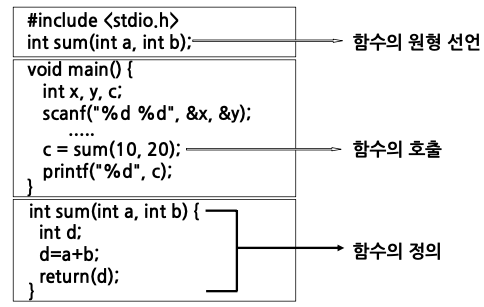 #include <stdio.h>
int sum(int a, int b); 함수의 원형 선언
void main() {
int x, y, c;
scanf("%d %d", &x, &y);
.....
c = sum(10, 20); 함수의 호출
printf("%d", c);
}
int sum(int a, int b) {
int d;
d=a+b; 함수의 정의
return(d);
}